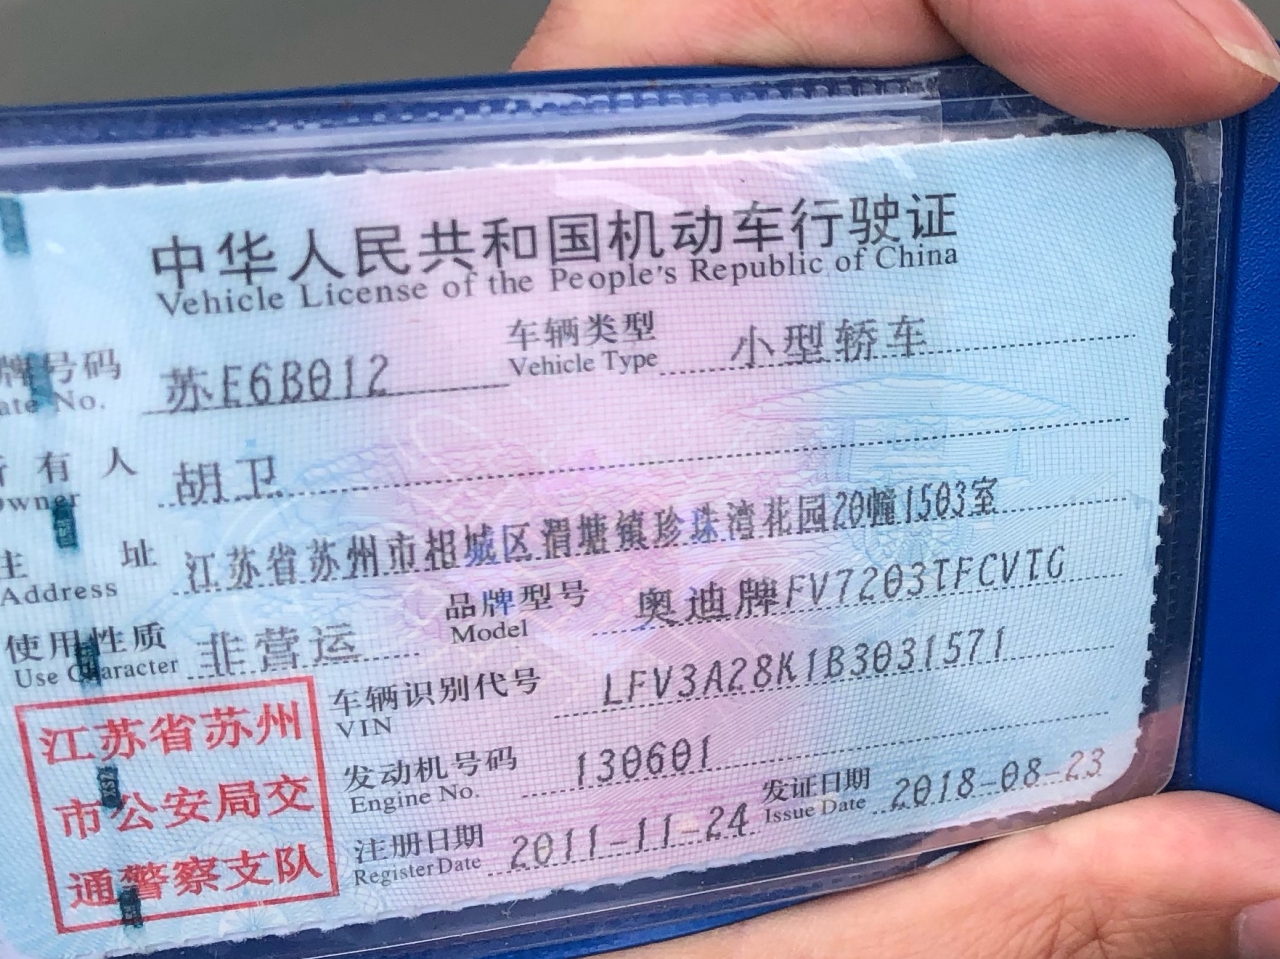 中华人民共和国机动车行驶证
Vehicle License of the People's Republic of China
牌号码 苏E6B012 车辆类型 小型轿车
ate No. Vehicle Type
所有人 胡卫
Owner
址 江苏省苏州市相城区渭塘镇珍珠湾花园20幢1503室
Address
使用性质 非营运 品牌型号 奥迪牌FV7203TFCVTG
Use Character Model
车辆识别代号 LFV3A28K1B3031571
VIN
发动机号码 130601
Engine No.
注册日期 2011-11-24 发证日期 2018-08-23
Register Date Issue Date
江苏省苏州
市公安局交
通警察支队